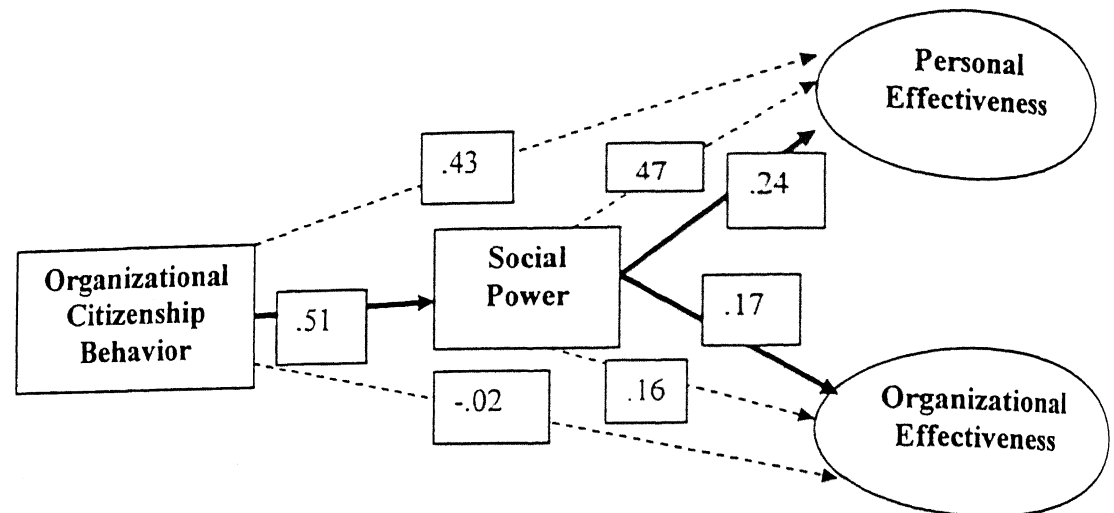 Personal
Effectiveness
.43
47
.24
Organizational
Citizenship
Behavior
.51
Social
Power
.17
-.02
.16
Organizational
Effectiveness